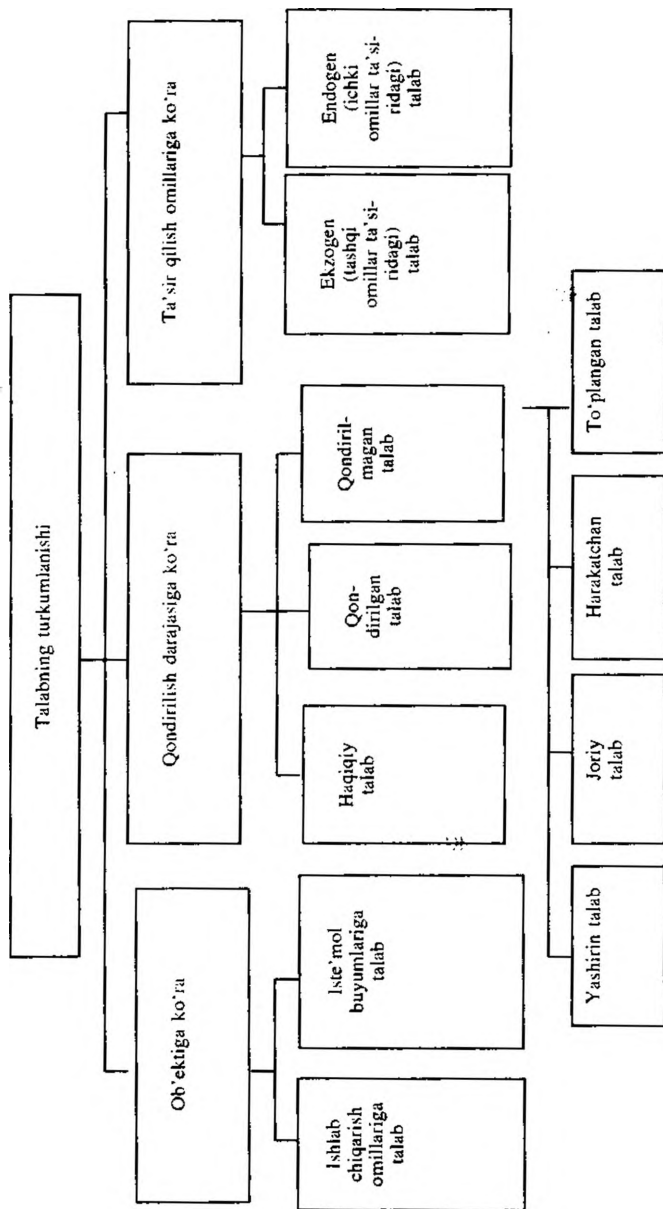 Talabning turkumlanishi
Ob'ektiga ko'ra
Qondirilish darajasiga ko'ra
Ta'sir qilish omillariga ko'ra
Ishlab
chiqarish
omillariga
talab
Iste'mol
buyumlariga
talab
Haqiqiy
talab
Qon-
dirilgan
talab
Qondiril-
magan
talab
Ekzogen
(tashqi
omillar ta'si-
ridagi)
talab
Endogen
(ichki
omillar ta'si-
ridagi)
talab
Yashirin talab
Joriy
talab
Harakatchan
talab
To'plangan talab